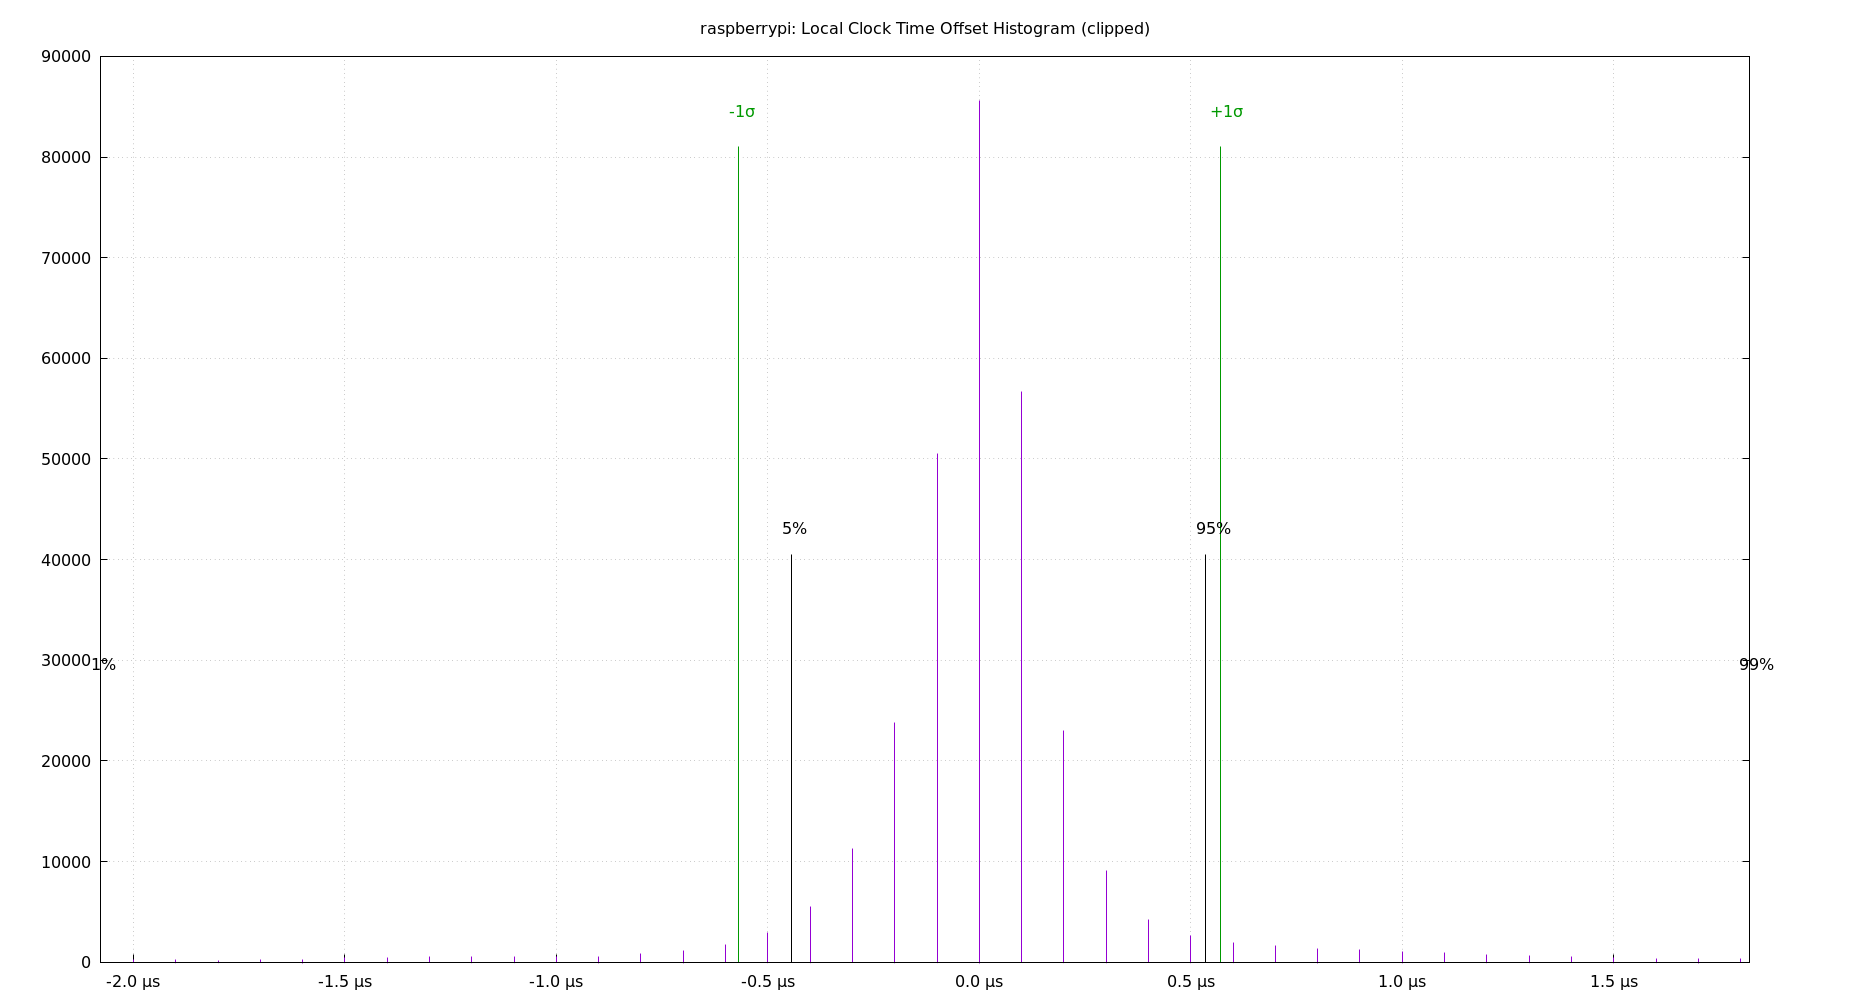 raspberrypi: Local Clock Time Offset Histogram (clipped)
90000
-1σ
+1σ
80000
70000
60000
50000
5%
95%
40000
30000
1%
99%
20000
10000
0
-2.0 µs
-1.5 µs
-1.0 µs
-0.5 µs
0.0 µs
0.5 µs
1.0 µs
1.5 µs